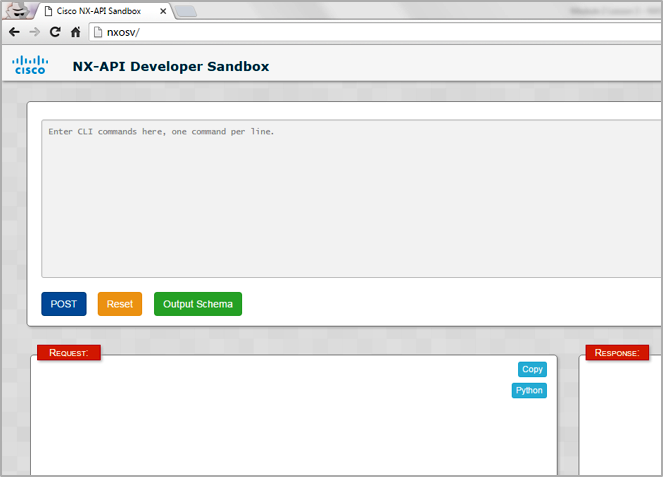 Cisco NX-API Sandbox
nxosv/
CISCO
NX-API Developer Sandbox
Enter CLI commands here, one command per line.
POST
Reset
Output Schema
REQUEST:
Copy
Python
RESPONSE: